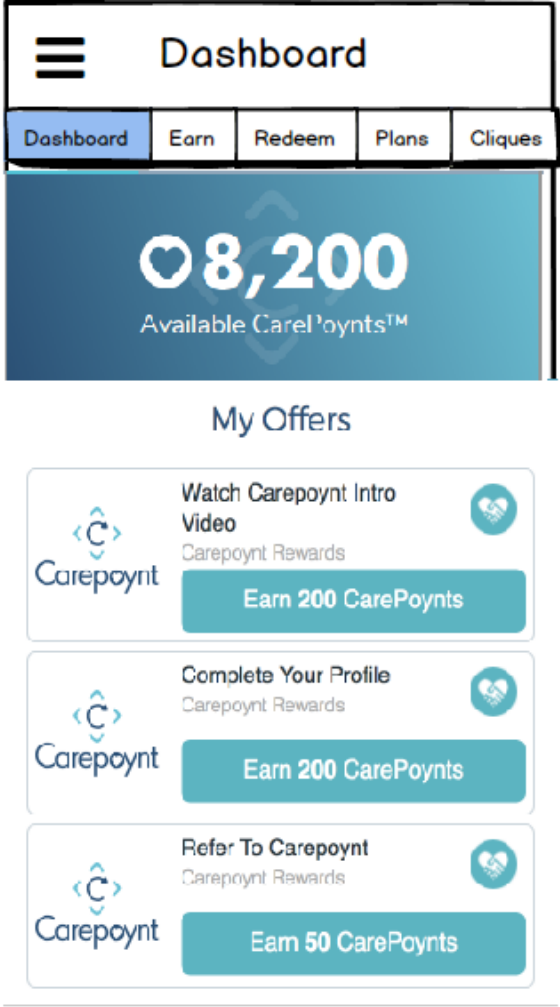 Dashboard
Dashboard Earn Redeem Plans Cliques
8,200
Available CarePoynts™
My Offers
Watch Carepoynt Intro
Video
Carepoynt Rewards
Carepoynt
Earn 200 CarePoynts
Complete Your Profile
Carepoynt Rewards
Carepoynt
Earn 200 CarePoynts
Refer To Carepoynt
Carepoynt Rewards
Carepoynt
Earn 50 CarePoynts